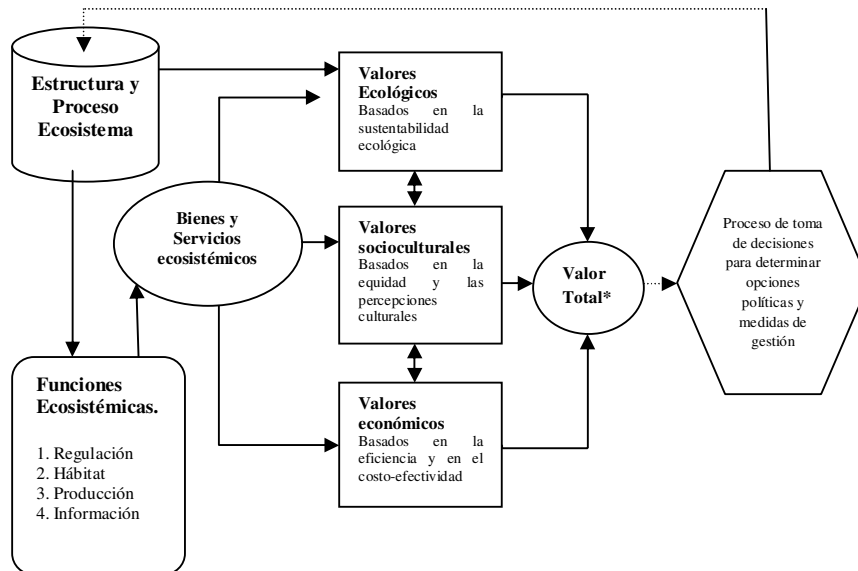 Estructura y
Proceso
Ecosistema
Funciones
Ecosistémicas.
1. Regulación
2. Hábitat
3. Producción
4. Información
Bienes y
Servicios
ecosistémicos
Valores
Ecológicos
Basados en la
sustentabilidad
ecológica
Valores
socioculturales
Basados en la
equidad y las
percepciones
culturales
Valores
económicos
Basados en la
eficiencia y en el
costo-efectividad
Valor
Total*
Proceso de toma
de decisiones
para determinar
opciones
políticas y
medidas de
gestión